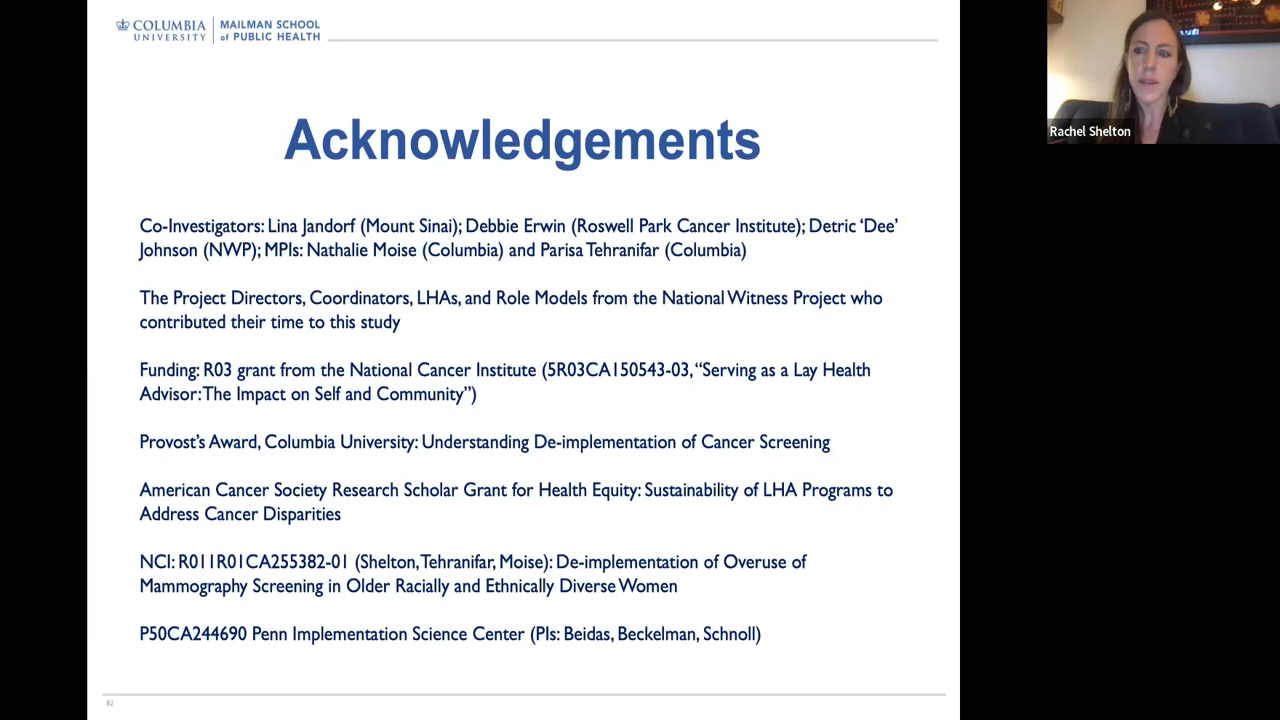 COLUMBIA UNIVERSITY
MAILMAN SCHOOL of PUBLIC HEALTH
Rachel Shelton
Acknowledgements
Co-Investigators: Lina Jandorf (Mount Sinai); Debbie Erwin (Roswell Park Cancer Institute); Detric ‘Dee’
Johnson (NWP); MPIs: Nathalie Moise (Columbia) and Parisa Tehranifar (Columbia)
The Project Directors, Coordinators, LHAs, and Role Models from the National Witness Project who
contributed their time to this study
Funding: R03 grant from the National Cancer Institute (5R03CA150543-03, “Serving as a Lay Health
Advisor: The Impact on Self and Community”)
Provost’s Award, Columbia University: Understanding De-implementation of Cancer Screening
American Cancer Society Research Scholar Grant for Health Equity: Sustainability of LHA Programs to
Address Cancer Disparities
NCI: R011R01CA255382-01 (Shelton, Tehranifar, Moise): De-implementation of Overuse of
Mammography Screening in Older Racially and Ethnically Diverse Women
P50CA244690 Penn Implementation Science Center (PIs: Beidas, Beckelman, Schnoll)